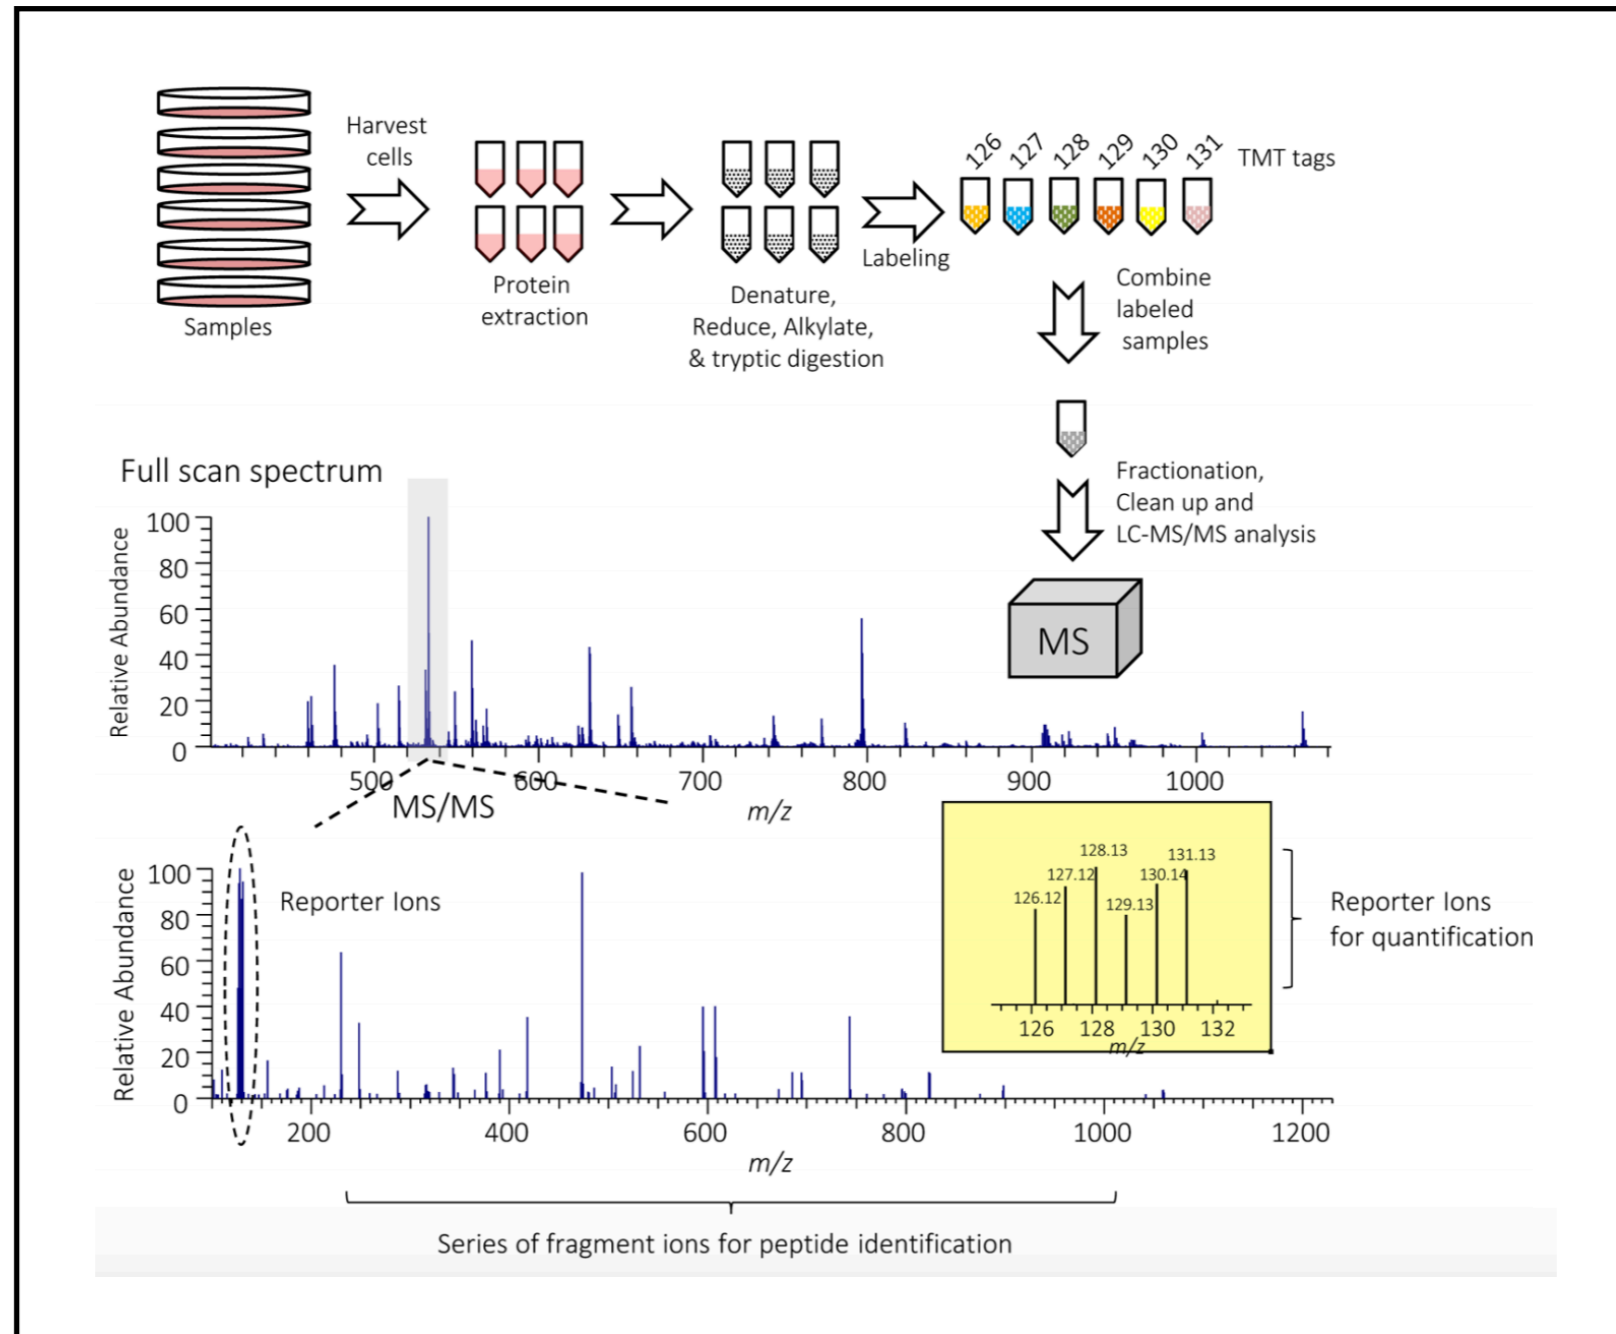 Harvest
cells
126 127 128 129 130 131 TMT tags
Samples
Protein
extraction
Denature,
Reduce, Alkylate,
& tryptic digestion
Labeling
Combine
labeled
samples
Fractionation,
Clean up and
LC-MS/MS analysis
MS
Full scan spectrum
Relative Abundance
100
80
60
40
20
0
500 600 700 800 900 1000
m/z
MS/MS
Relative Abundance
100
80
60
40
20
0
Reporter Ions
200 400 600 800 1000 1200
m/z
128.13
131.13
127.12
130.14
126.12
129.13
126 128 130 132
m/z
Reporter Ions
for quantification
Series of fragment ions for peptide identification